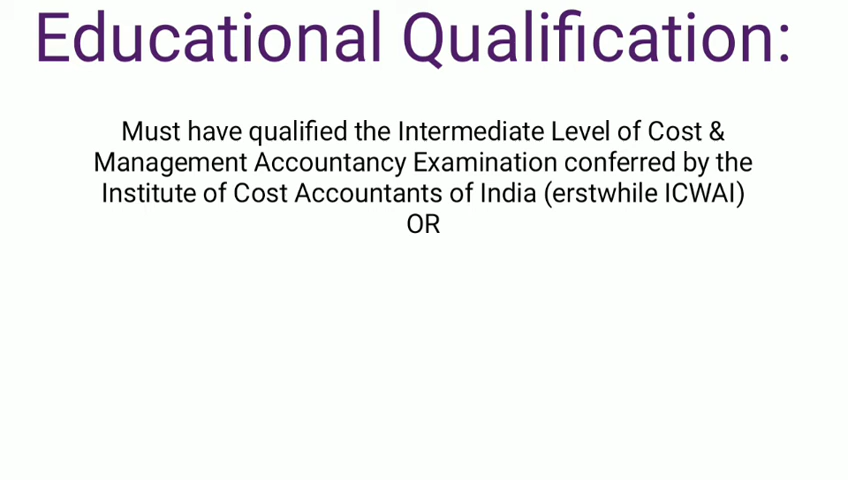 Educational Qualification:
Must have qualified the Intermediate Level of Cost &
Management Accountancy Examination conferred by the
Institute of Cost Accountants of India (erstwhile ICWAI)
OR